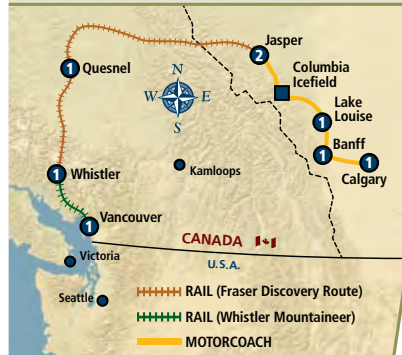 Jasper
2
Columbia
Icefield
1
Quesnel
N
W
E
S
Lake
Louise
1
Banff
1
1
Calgary
1
Whistler
Kamloops
Vancouver
1
CANADA
U.S.A.
Victoria
Seattle
RAIL (Fraser Discovery Route)
RAIL (Whistler Mountaineer)
MOTORCOACH